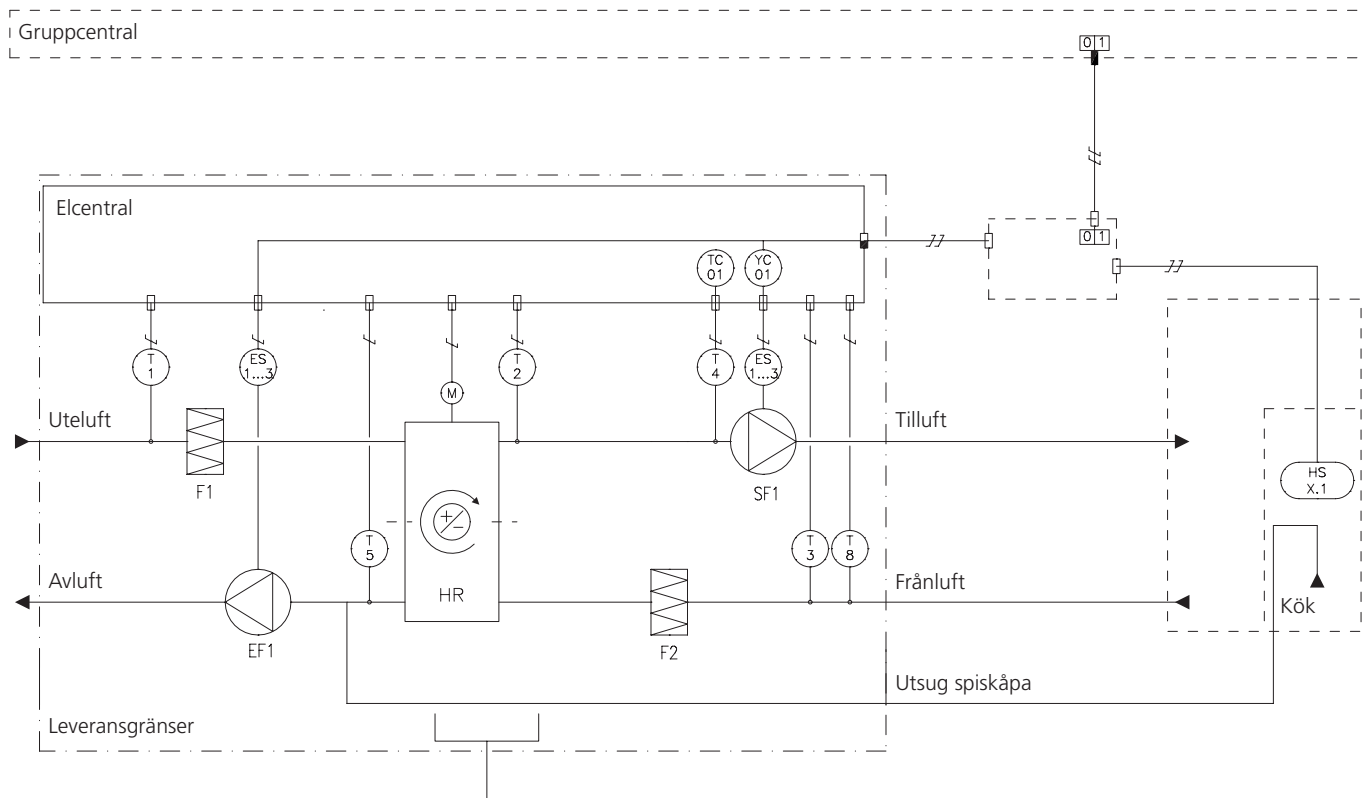 Gruppcentral
0 1
Elcentral
0 1
TC
01
YC
01
T
1
ES
1...3
T
2
T
4
ES
1...3
M
Uteluft
Tilluft
F1
SF1
HS
X.1
+
-
T
5
T
3
T
8
Avluft
HR
Frånluft
Kök
EF1
F2
Utsug spiskåpa
Leveransgränser